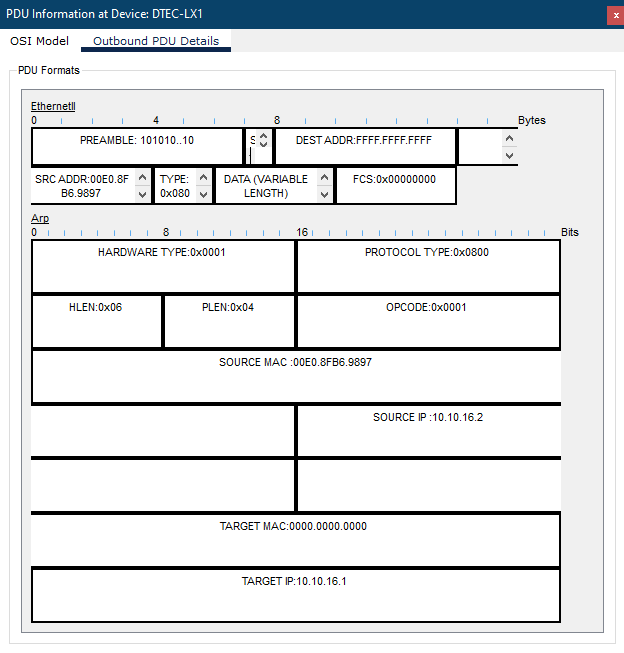 PDU Information at Device: DTEC-LX1
x
OSI Model Outbound PDU Details
PDU Formats
EthernetII
0 4 8 Bytes
PREAMBLE: 101010..10 DEST ADDR:FFFF.FFFF.FFFF
SRC ADDR:00E0.8F TYPE: DATA (VARIABLE FCS:0x00000000
B6.9897 0x080 LENGTH)
Arp
0 8 16 Bits
HARDWARE TYPE:0x0001 PROTOCOL TYPE:0x0800
HLEN:0x06 PLEN:0x04 OPCODE:0x0001
SOURCE MAC :00E0.8FB6.9897
SOURCE IP :10.10.16.2
TARGET MAC:0000.0000.0000
TARGET IP:10.10.16.1